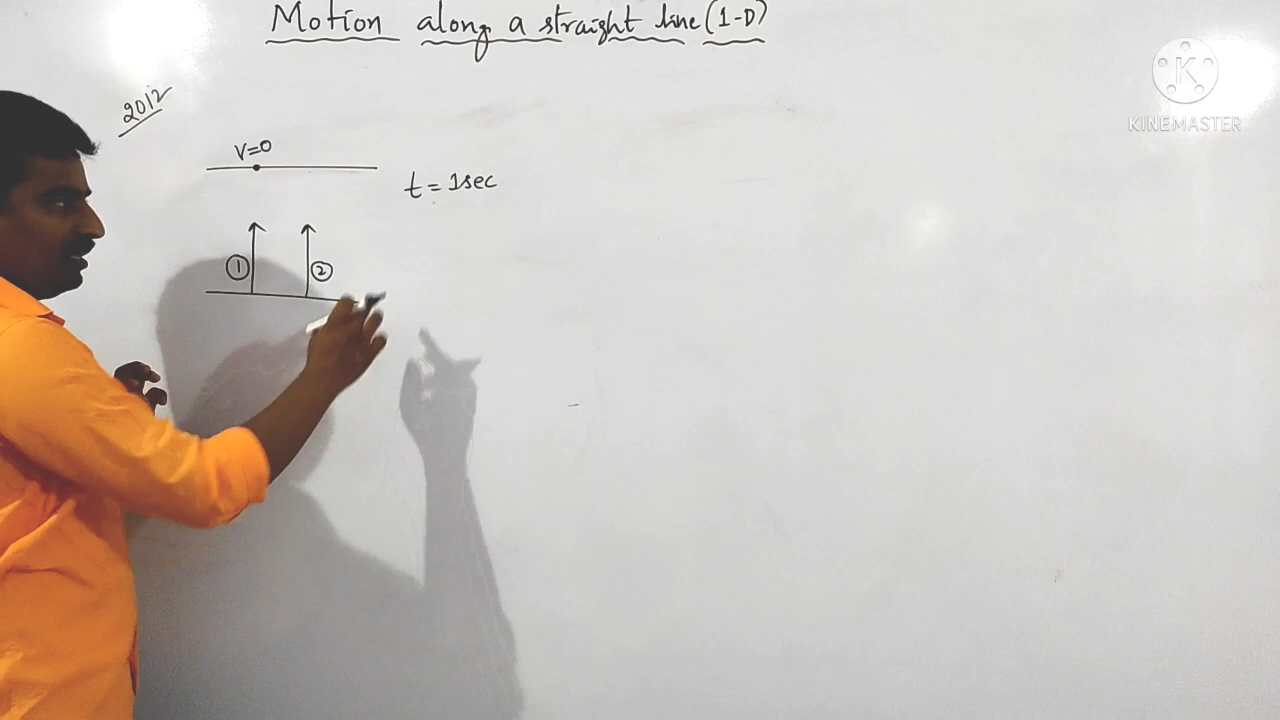 Motion along a straight line (1-D)
2012
V=0
t = 1sec
① ②
K
KINEMASTER